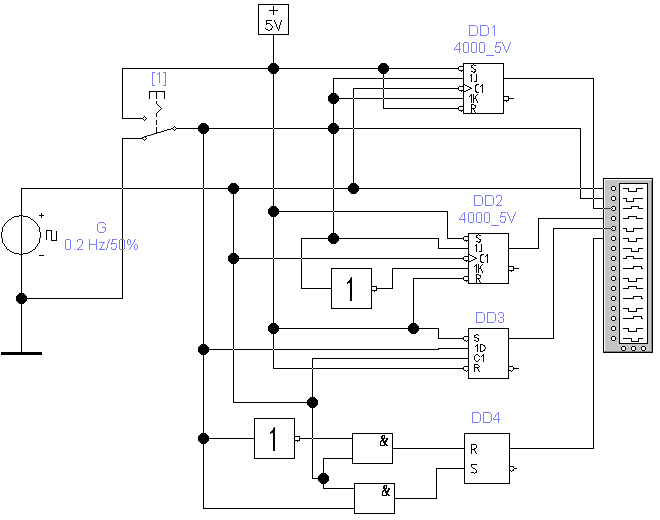 +
5V
DD1
4000_5V
[1]
S
1J
C1
1K
R
+
G
0.2 Hz/50%
−
DD2
4000_5V
S
1J
C1
1K
R
1
DD3
S
1D
C1
R
DD4
1
&
R
S
&